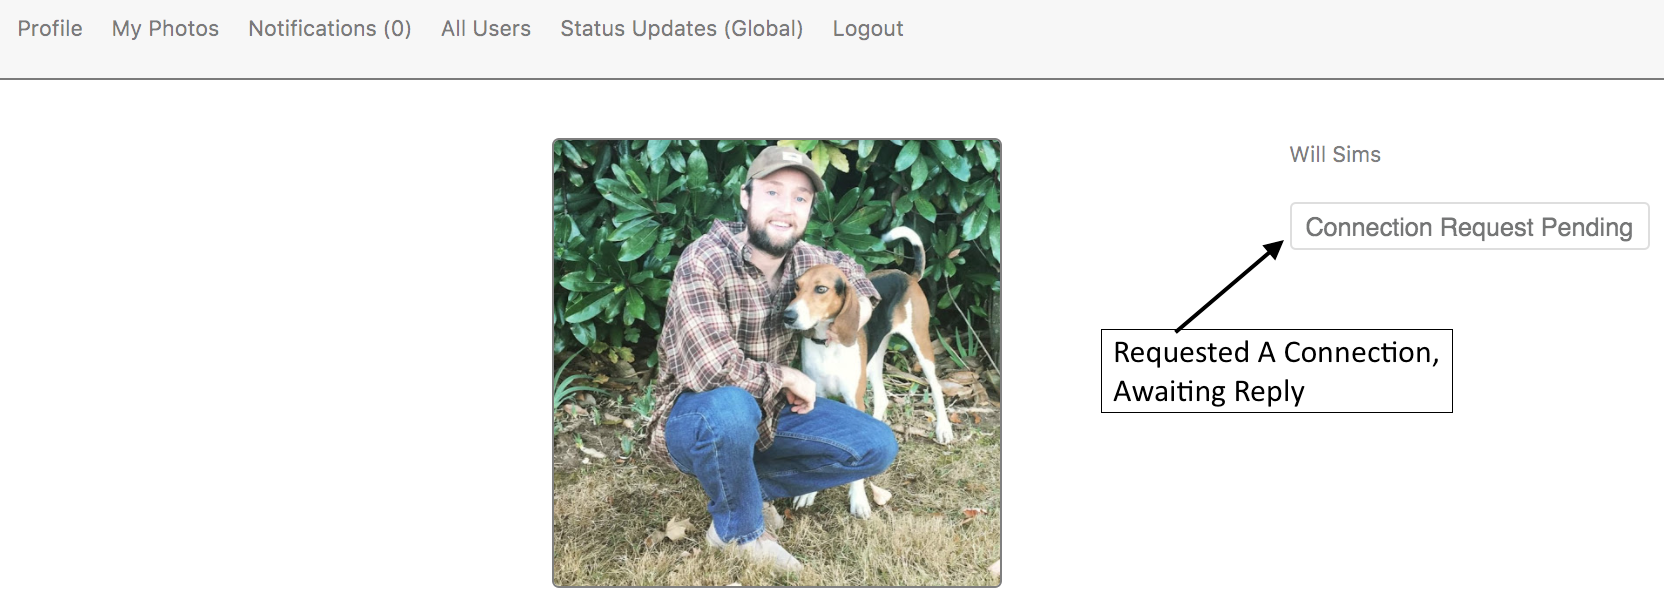 Profile My Photos Notifications (0) All Users Status Updates (Global) Logout
Will Sims
Connection Request Pending
Requested A Connection,
Awaiting Reply